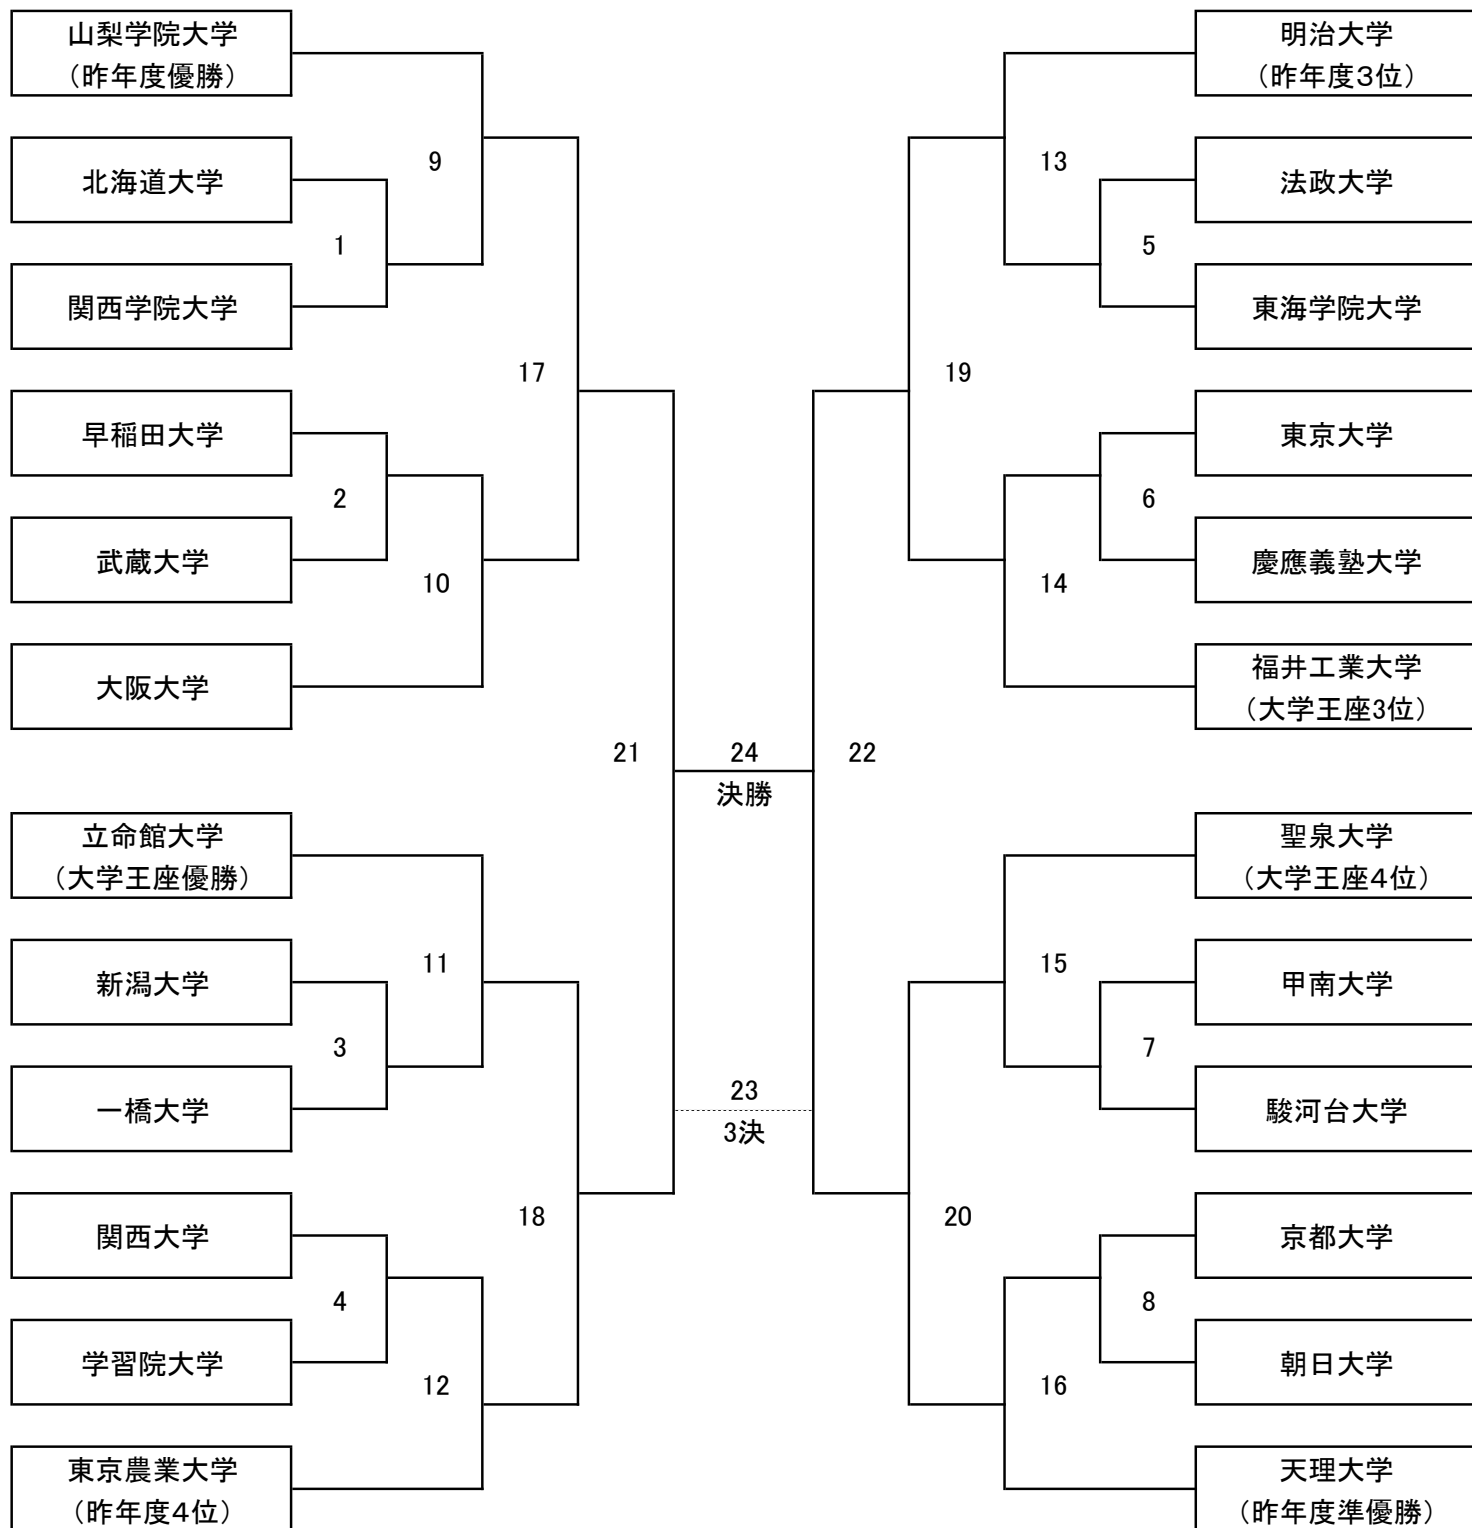 山梨学院大学
（昨年度優勝）
北海道大学
関西学院大学
早稲田大学
武蔵大学
大阪大学
立命館大学
（大学王座優勝）
新潟大学
一橋大学
関西大学
学習院大学
東京農業大学
（昨年度4位）
1
2
3
4
9
10
11
12
17
18
21
24
決勝
23
3決
22
19
20
13
14
15
16
5
6
7
8
明治大学
（昨年度3位）
法政大学
東海学院大学
東京大学
慶應義塾大学
福井工業大学
（大学王座3位）
聖泉大学
（大学王座4位）
甲南大学
駿河台大学
京都大学
朝日大学
天理大学
（昨年度準優勝）